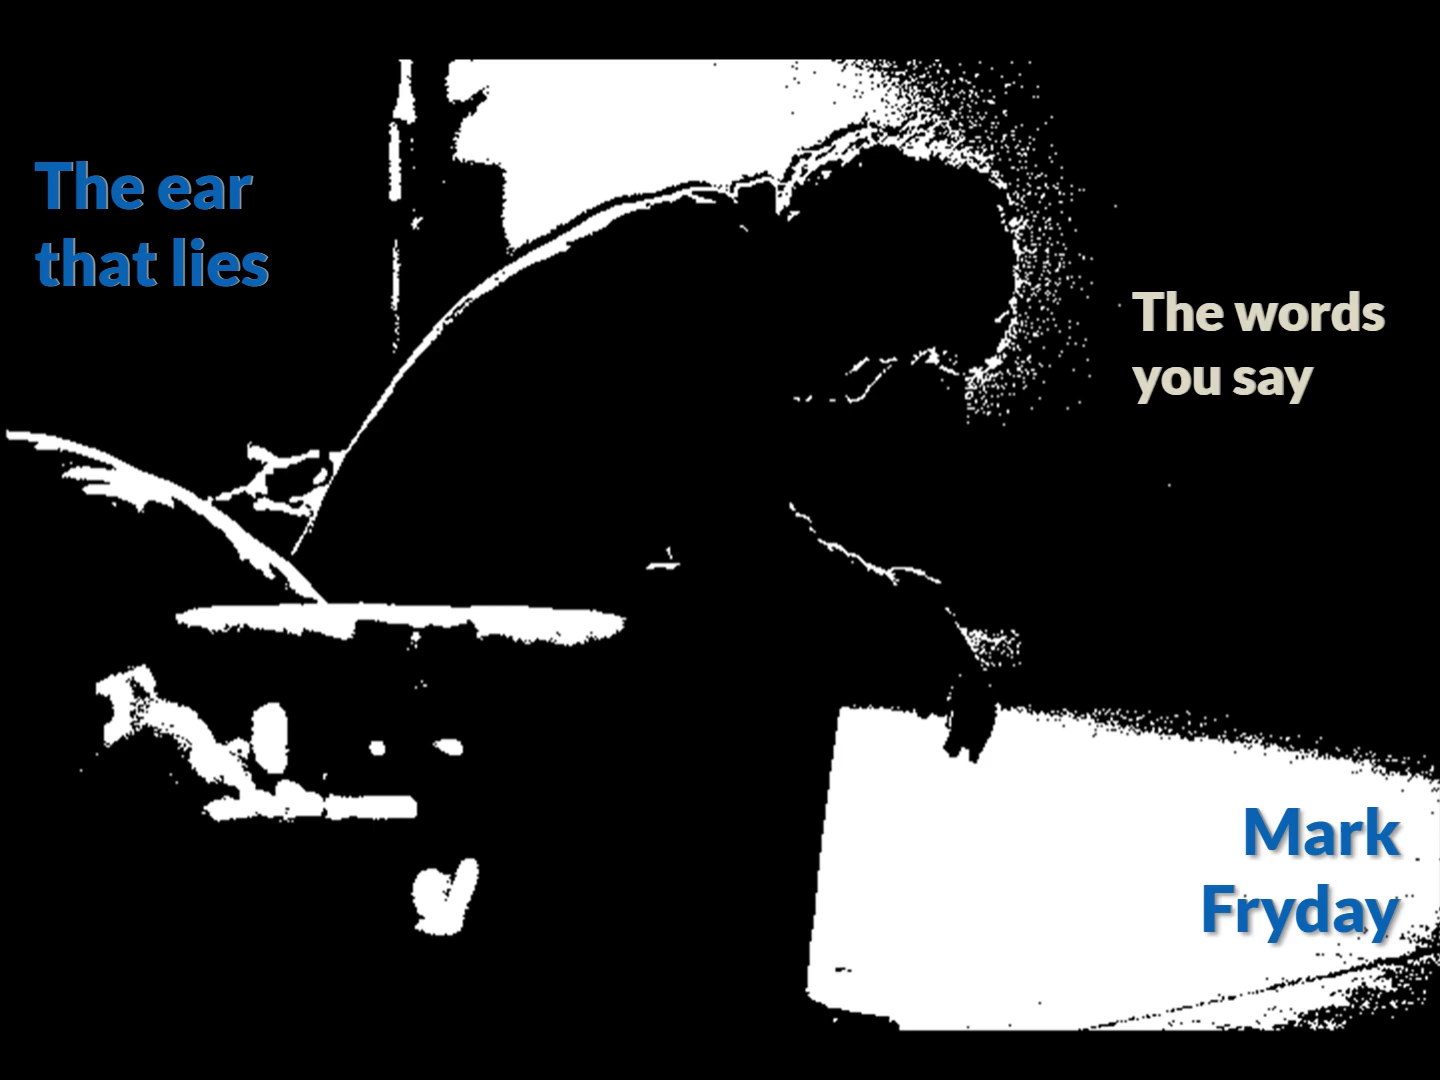 The ear
that lies
The words
you say
Mark
Fryday